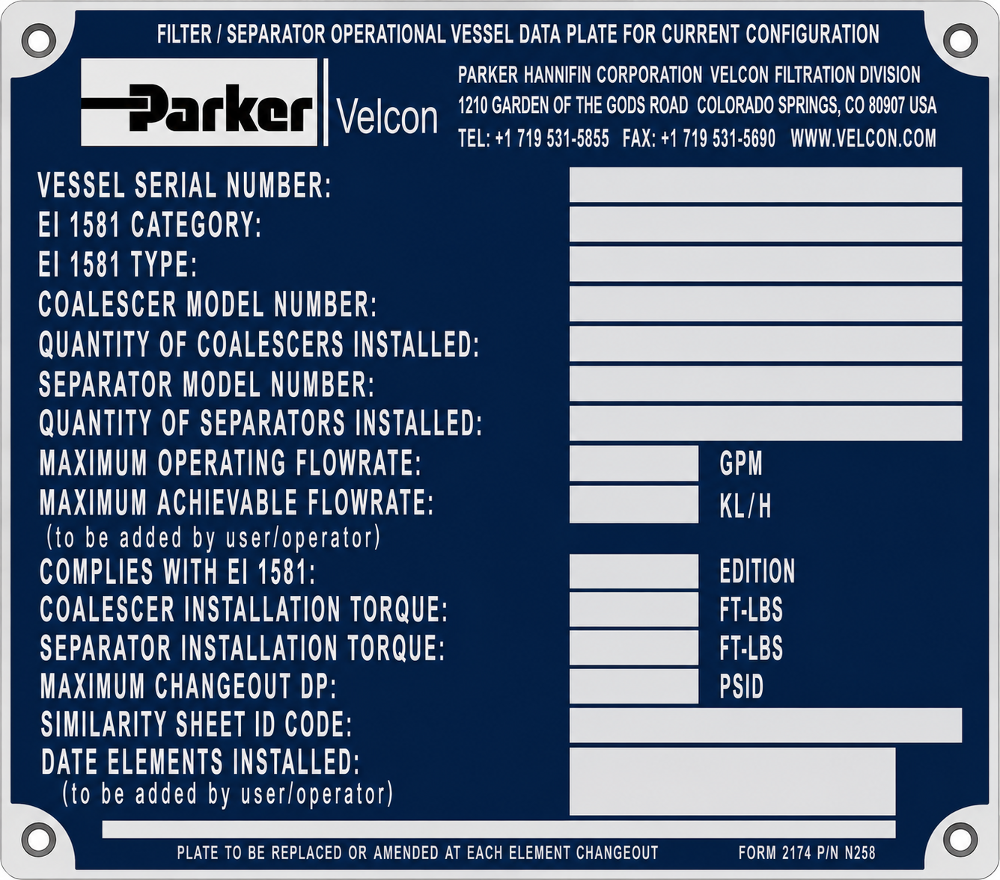 FILTER / SEPARATOR OPERATIONAL VESSEL DATA PLATE FOR CURRENT CONFIGURATION
Parker
Velcon
PARKER HANNIFIN CORPORATION VELCON FILTRATION DIVISION
1210 GARDEN OF THE GODS ROAD COLORADO SPRINGS, CO 80907 USA
TEL: +1 719 531-5855 FAX: +1 719 531-5690 WWW.VELCON.COM
VESSEL SERIAL NUMBER:
EI 1581 CATEGORY:
EI 1581 TYPE:
COALESCER MODEL NUMBER:
QUANTITY OF COALESCERS INSTALLED:
SEPARATOR MODEL NUMBER:
QUANTITY OF SEPARATORS INSTALLED:
MAXIMUM OPERATING FLOWRATE: GPM
MAXIMUM ACHIEVABLE FLOWRATE: KL/H
(to be added by user/operator)
COMPLIES WITH EI 1581: EDITION
COALESCER INSTALLATION TORQUE: FT-LBS
SEPARATOR INSTALLATION TORQUE: FT-LBS
MAXIMUM CHANGEOUT DP: PSID
SIMILARITY SHEET ID CODE:
DATE ELEMENTS INSTALLED:
(to be added by user/operator)
PLATE TO BE REPLACED OR AMENDED AT EACH ELEMENT CHANGEOUT FORM 2174 P/N N258